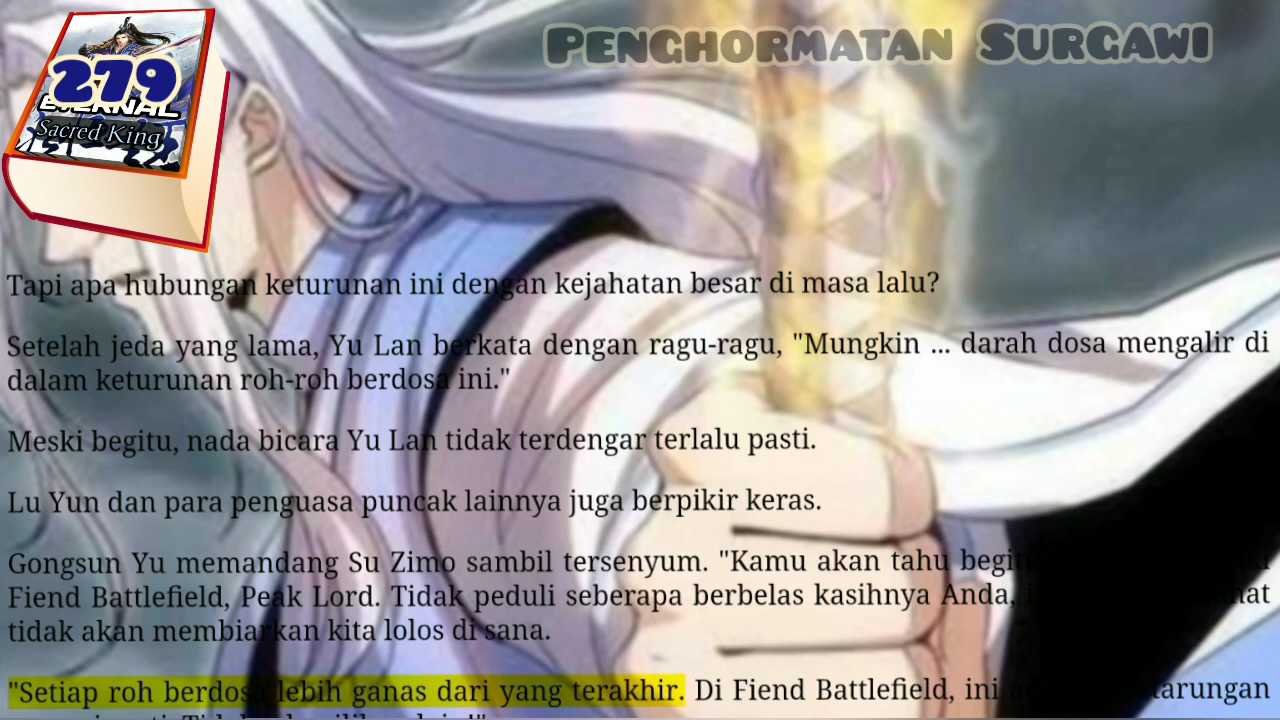 Penghormatan Surgawi
279
ETERNAL
Sacred King
Tapi apa hubungan keturunan ini dengan kejahatan besar di masa lalu?
Setelah jeda yang lama, Yu Lan berkata dengan ragu-ragu, "Mungkin ... darah dosa mengalir di
dalam keturunan roh-roh berdosa ini."
Meski begitu, nada bicara Yu Lan tidak terdengar terlalu pasti.
Lu Yun dan para penguasa puncak lainnya juga berpikir keras.
Gongsun Yu memandang Su Zimo sambil tersenyum. "Kamu akan tahu
Fiend Battlefield, Peak Lord. Tidak peduli seberapa berbelas kasihnya Anda,
tidak akan membiarkan kita lolos di sana.
"Setiap roh berdosa lebih ganas dari yang terakhir. Di Fiend Battlefield, ini